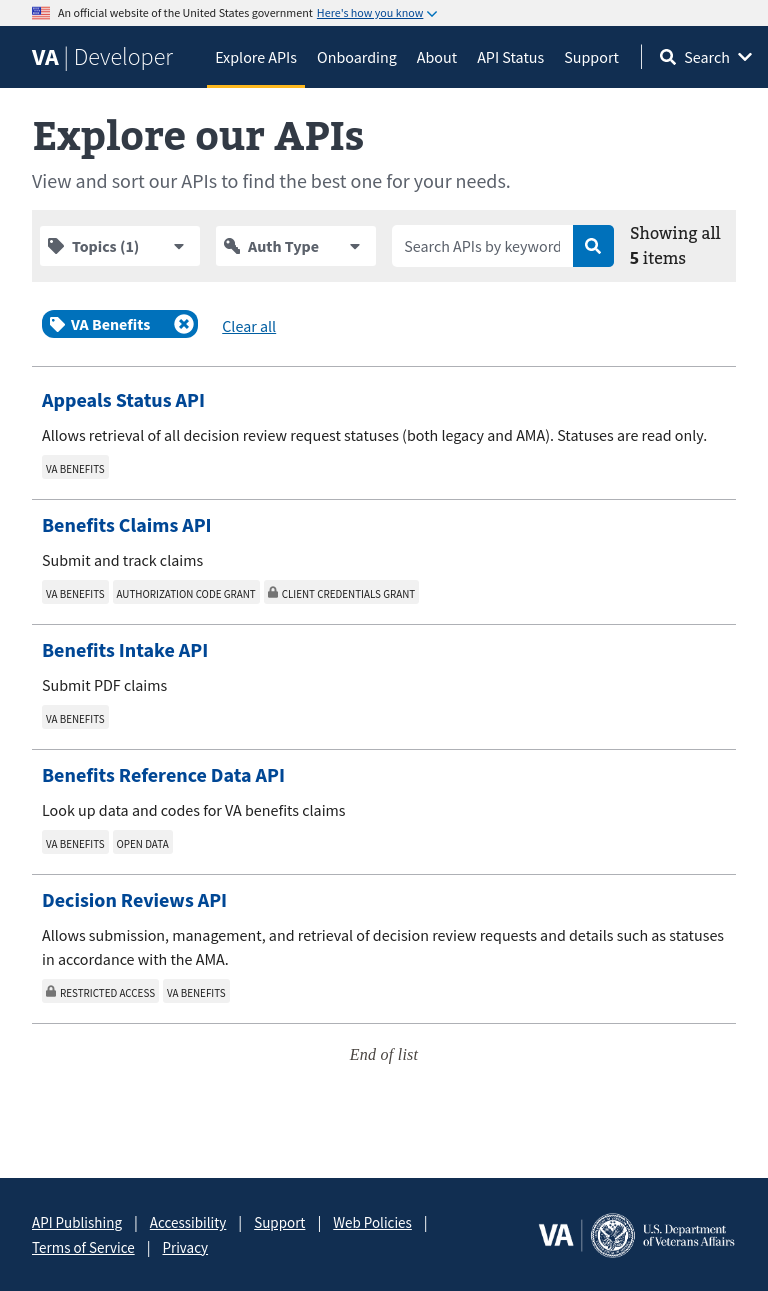 An official website of the United States government Here's how you know
VA | Developer
Explore APIs Onboarding About API Status Support Search
Explore our APIs
View and sort our APIs to find the best one for your needs.
Topics (1) Auth Type Search APIs by keyword Showing all
5 items
VA Benefits Clear all
Appeals Status API
Allows retrieval of all decision review request statuses (both legacy and AMA). Statuses are read only.
VA BENEFITS
Benefits Claims API
Submit and track claims
VA BENEFITS AUTHORIZATION CODE GRANT CLIENT CREDENTIALS GRANT
Benefits Intake API
Submit PDF claims
VA BENEFITS
Benefits Reference Data API
Look up data and codes for VA benefits claims
VA BENEFITS OPEN DATA
Decision Reviews API
Allows submission, management, and retrieval of decision review requests and details such as statuses
in accordance with the AMA.
RESTRICTED ACCESS VA BENEFITS
End of list
API Publishing | Accessibility | Support | Web Policies |
Terms of Service | Privacy
VA | U.S. Department
of Veterans Affairs